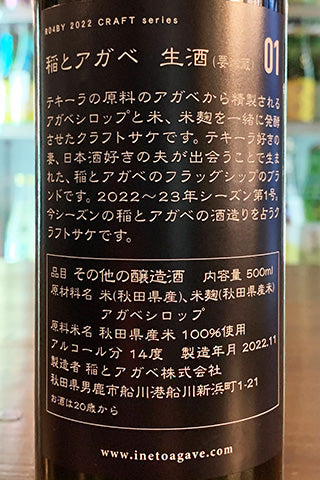 R04BY 2022 CRAFT series
稲とアガベ 生酒(要冷蔵) 01
テキーラの原料のアガベから精製される
アガベシロップと米、米麹を一緒に発酵
させたクラフトサケです。テキーラ好きの
妻、日本酒好きの夫が出会うことで生ま
れた、稲とアガベのフラッグシップのブラ
ンドです。2022〜23年シーズン第1号。
今シーズンの稲とアガベの酒造りを占うク
ラフトサケです。
品目 その他の醸造酒 内容量 500ml
原材料名 米(秋田県産)、米麹(秋田県産米)
アガベシロップ
原料米名 秋田県産米 100%使用
アルコール分 14度 製造年月 2022.11
製造者 稲とアガベ株式会社
秋田県男鹿市船川港船川新浜町1-21
お酒は20歳から
www.inetoagave.com